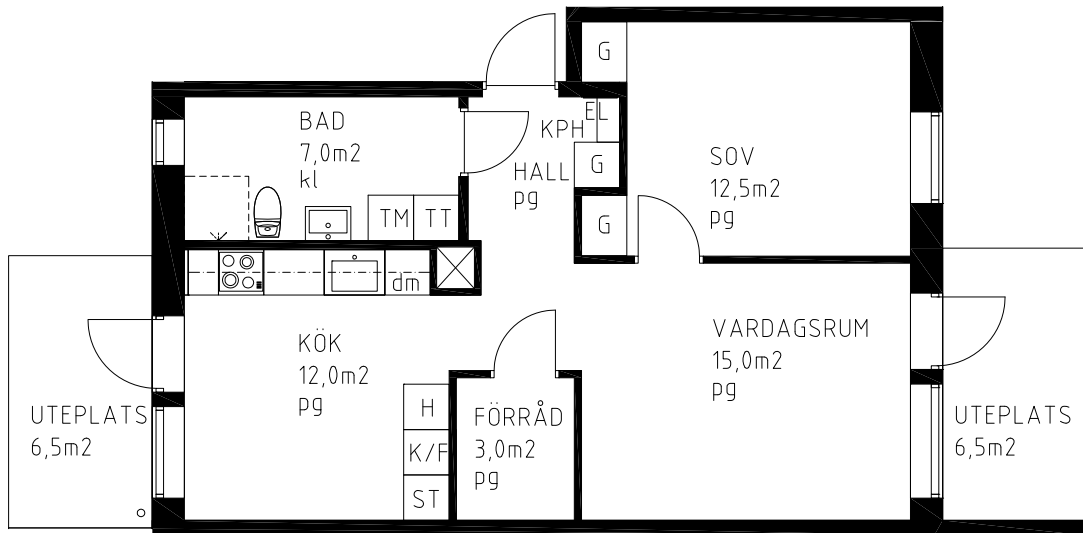 G
BAD
7,0m2
kl
EL
KPH
HALL
pg
G
SOV
12,5m2
pg
TM
TT
G
dm
KÖK
12,0m2
pg
VARDAGSRUM
15,0m2
pg
UTEPLATS
6,5m2
H
K/F
ST
FÖRRÅD
3,0m2
pg
UTEPLATS
6,5m2